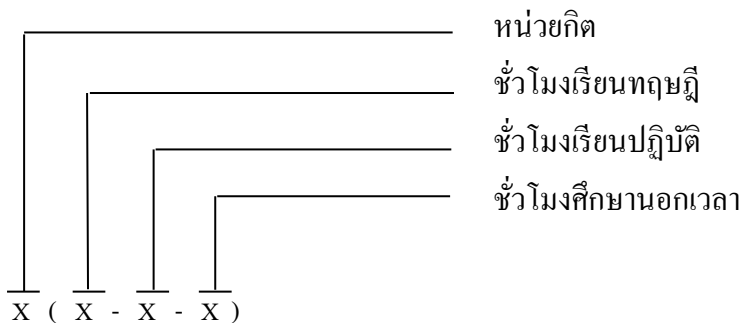 หน่วยกิต
ชั่วโมงเรียนทฤษฎี
ชั่วโมงเรียนปฏิบัติ
ชั่วโมงศึกษานอกเวลา
X ( X - X - X )